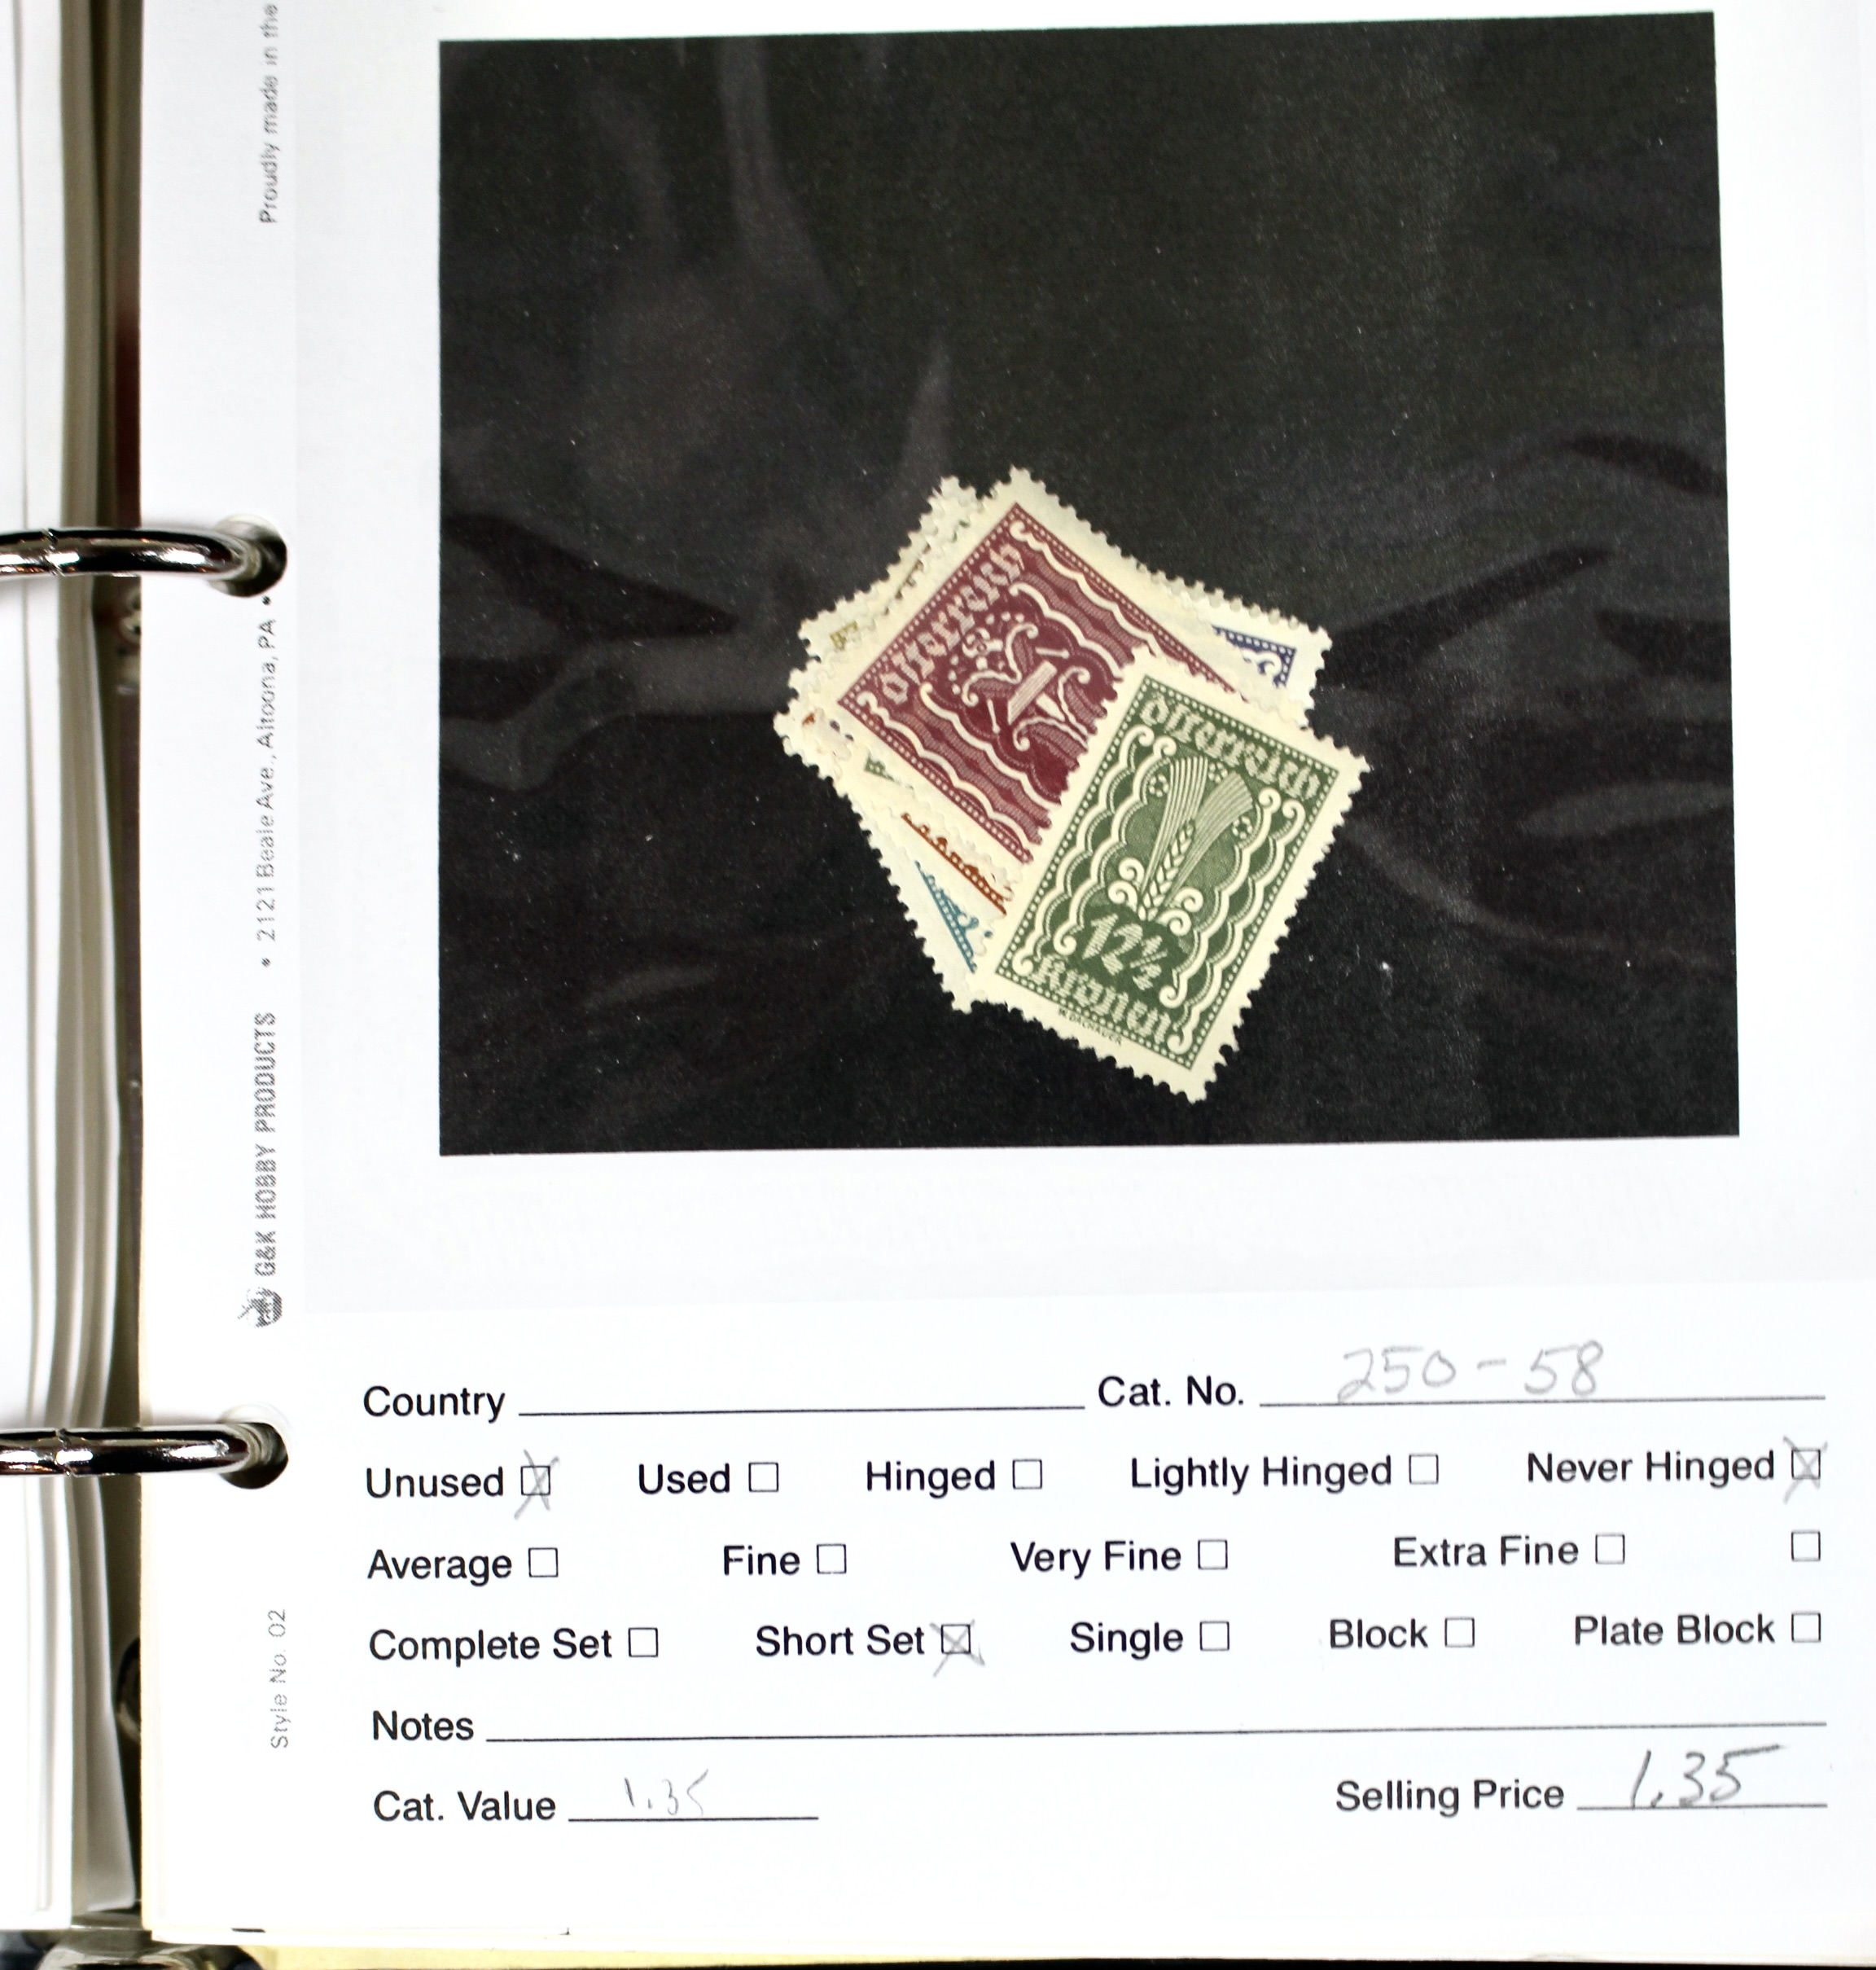 Proudly made in the
G&K HOBBY PRODUCTS • 2121 Beale Ave., Altoona, PA •
Style No. 02
österreich
österreich
12½
Kronen
W. DACHAUER
Country Cat. No. 250-58
Unused Used Hinged Lightly Hinged Never Hinged
Average Fine Very Fine Extra Fine
Complete Set Short Set Single Block Plate Block
Notes
Cat. Value 1.35 Selling Price 1.35